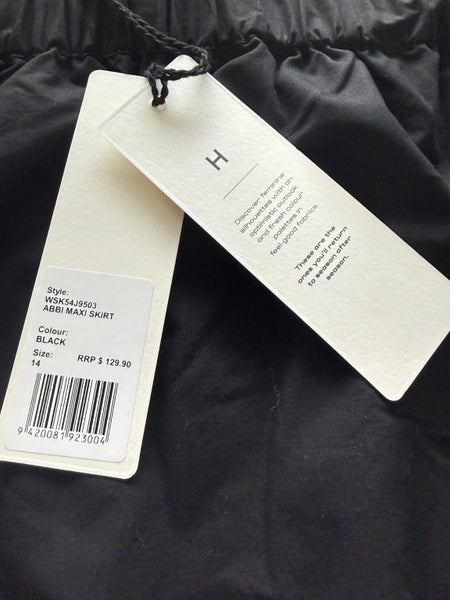 H
Discover feminine
silhouettes with an
optimistic outlook
and fresh colour
palettes in
feel-good fabrics.
These are the
ones you'll return
to season after
season.
Style:
WSK54J9503
ABBI MAXI SKIRT
Colour:
BLACK
Size: RRP $ 129.90
14
9 420081 923004